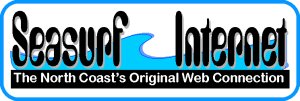 Seasurf Internet
The North Coast's Original Web Connection